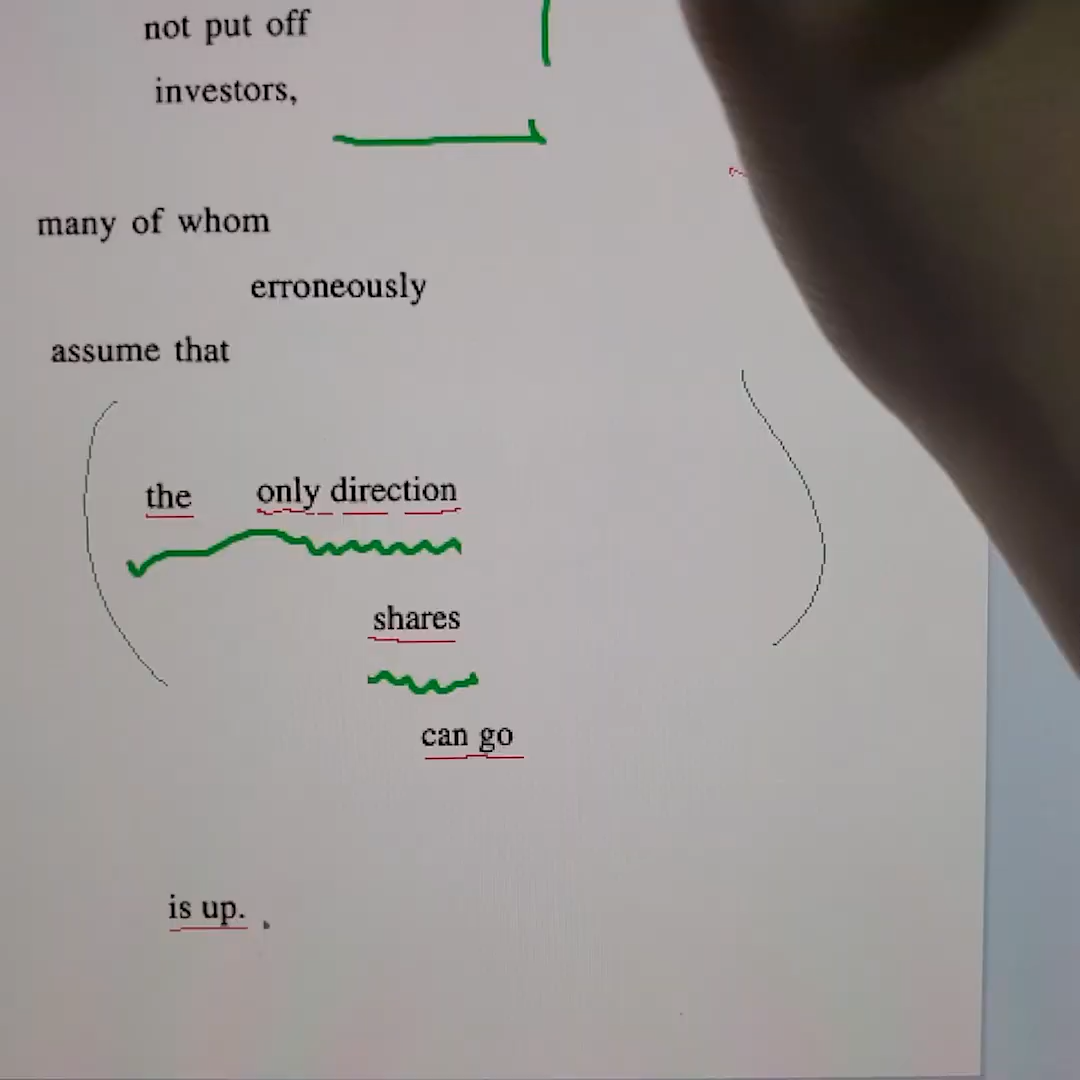 not put off
investors,
many of whom
erroneously
assume that
the only direction
shares
can go
is up.